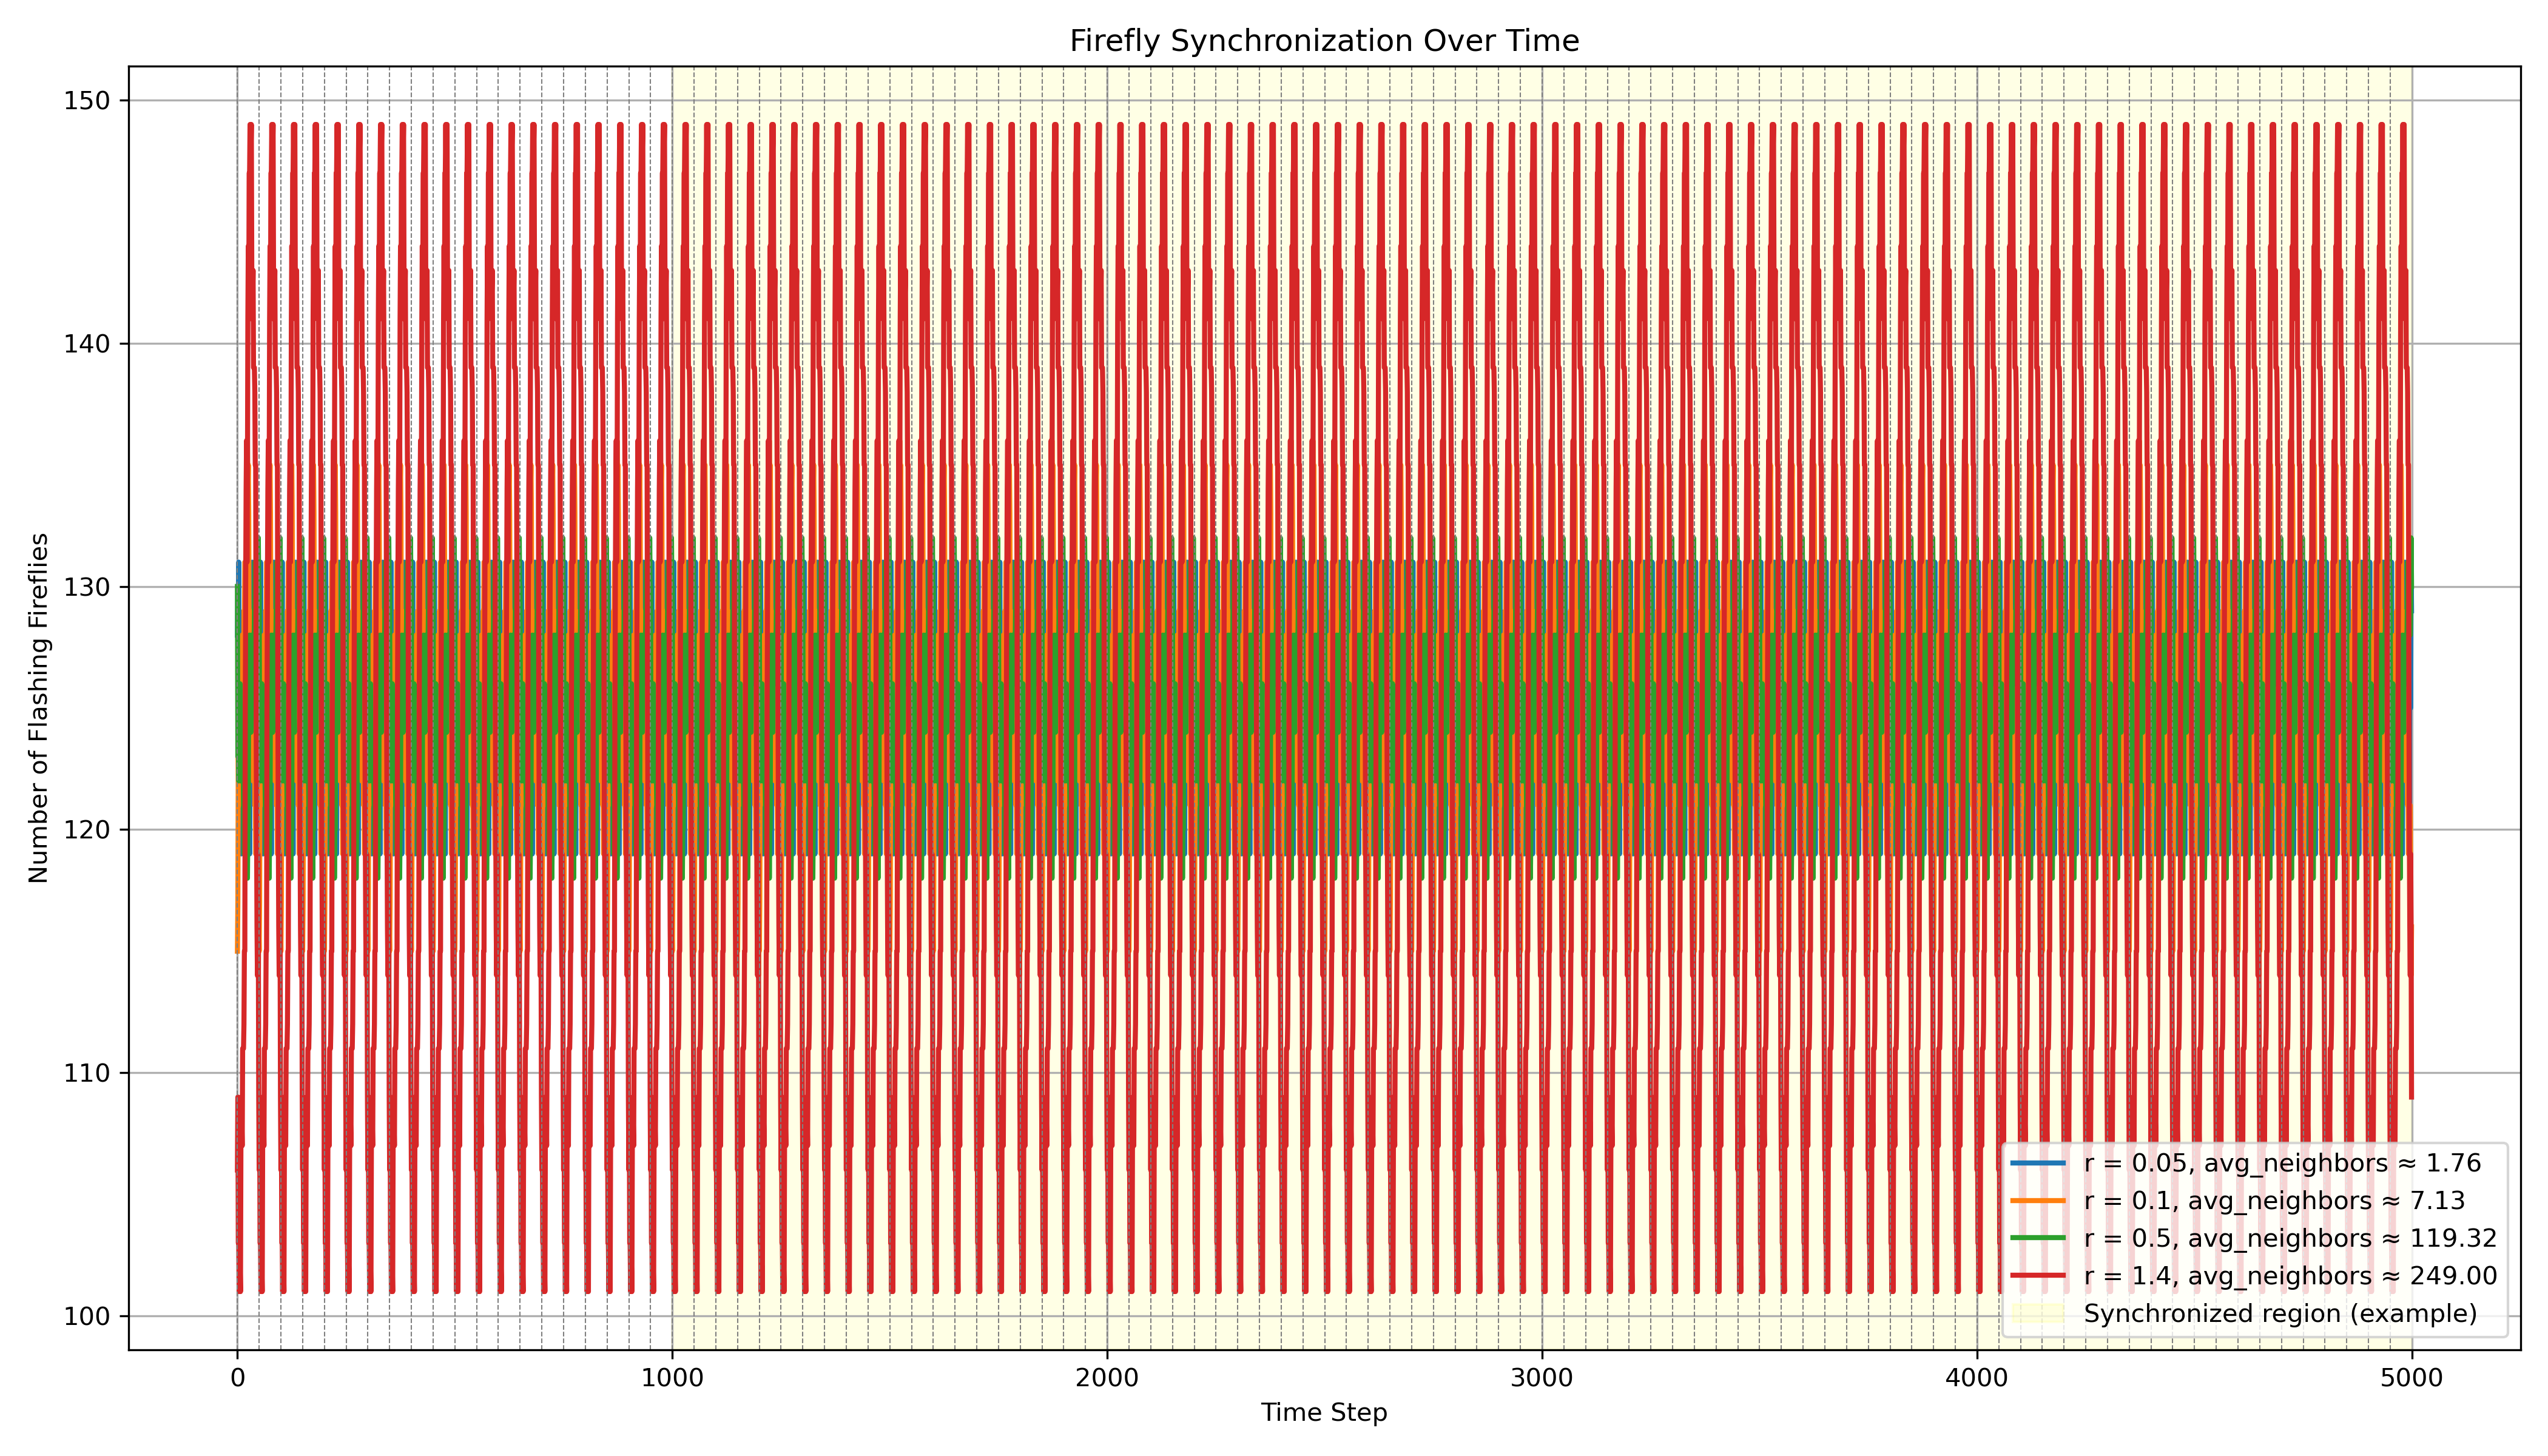 Firefly Synchronization Over Time
Number of Flashing Fireflies
150
140
130
120
110
100
0
1000
2000
3000
4000
5000
Time Step
r = 0.05, avg_neighbors ≈ 1.76
r = 0.1, avg_neighbors ≈ 7.13
r = 0.5, avg_neighbors ≈ 119.32
r = 1.4, avg_neighbors ≈ 249.00
Synchronized region (example)